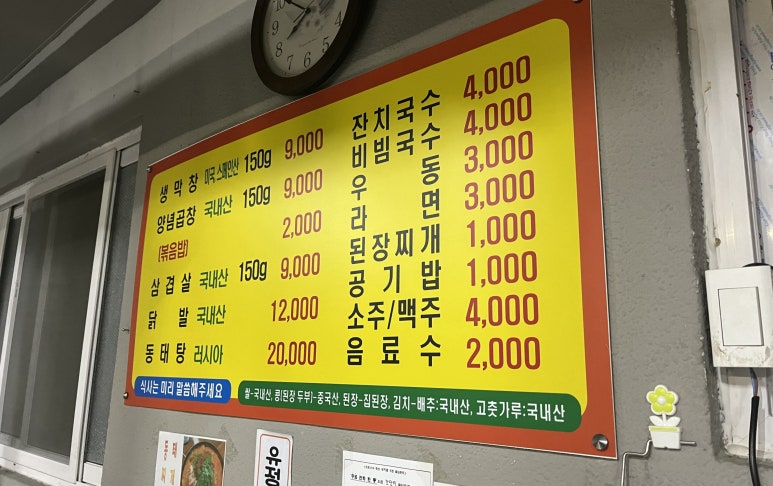 생막창 미국 스페인산 150g 9,000
양념곱창 국내산 150g 9,000
[볶음밥] 2,000
삼겹살 국내산 150g 9,000
닭발 국내산 12,000
동태탕 러시아 20,000
잔치국수 4,000
비빔국수 4,000
우동 3,000
라면 3,000
된장찌개 1,000
공기밥 1,000
소주/맥주 4,000
음료수 2,000
식사는 미리 말씀해주세요
쌀-국내산, 콩(된장 두부)-중국산, 된장-집된장, 김치-배추:국내산, 고춧가루:국내산
유정